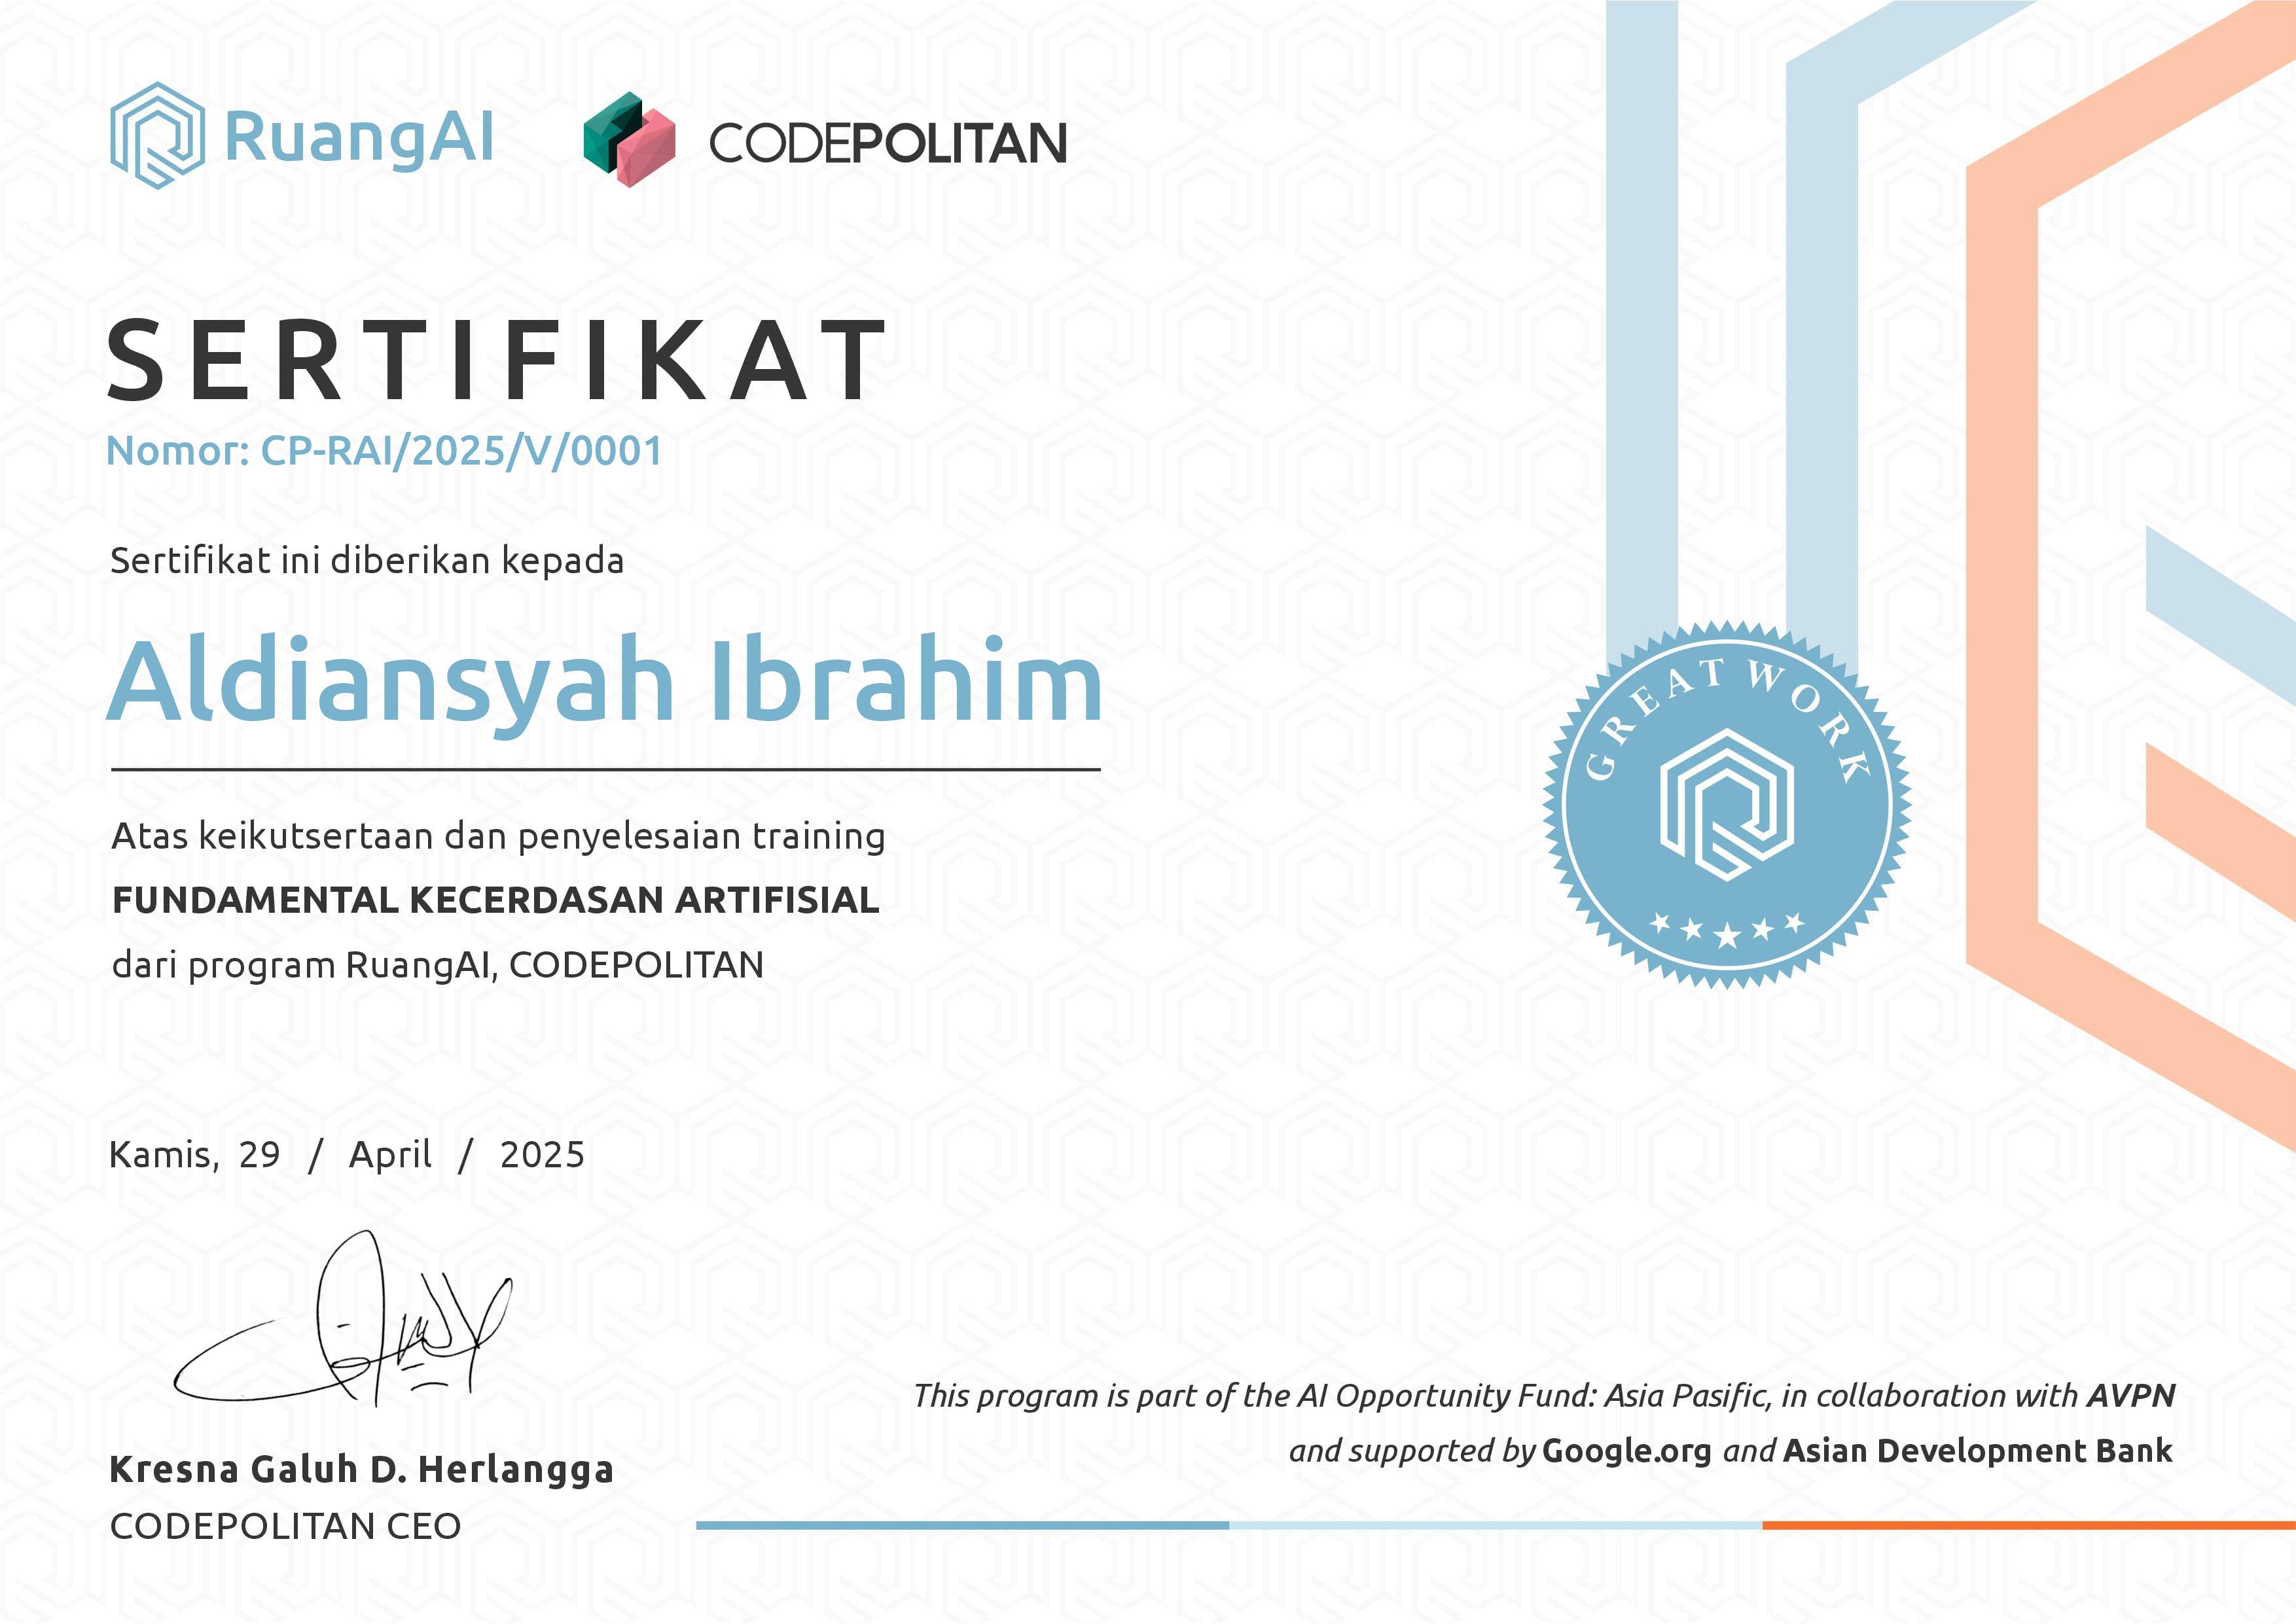 RuangAI
CODEPOLITAN
SERTIFIKAT
Nomor: CP-RAI/2025/V/0001
Sertifikat ini diberikan kepada
Aldiansyah Ibrahim
Atas keikutsertaan dan penyelesaian training
FUNDAMENTAL KECERDASAN ARTIFISIAL
dari program RuangAI, CODEPOLITAN
GREAT WORK
Kamis, 29 / April / 2025
Kresna Galuh D. Herlangga
CODEPOLITAN CEO
This program is part of the AI Opportunity Fund: Asia Pasific, in collaboration with AVPN
and supported by Google.org and Asian Development Bank